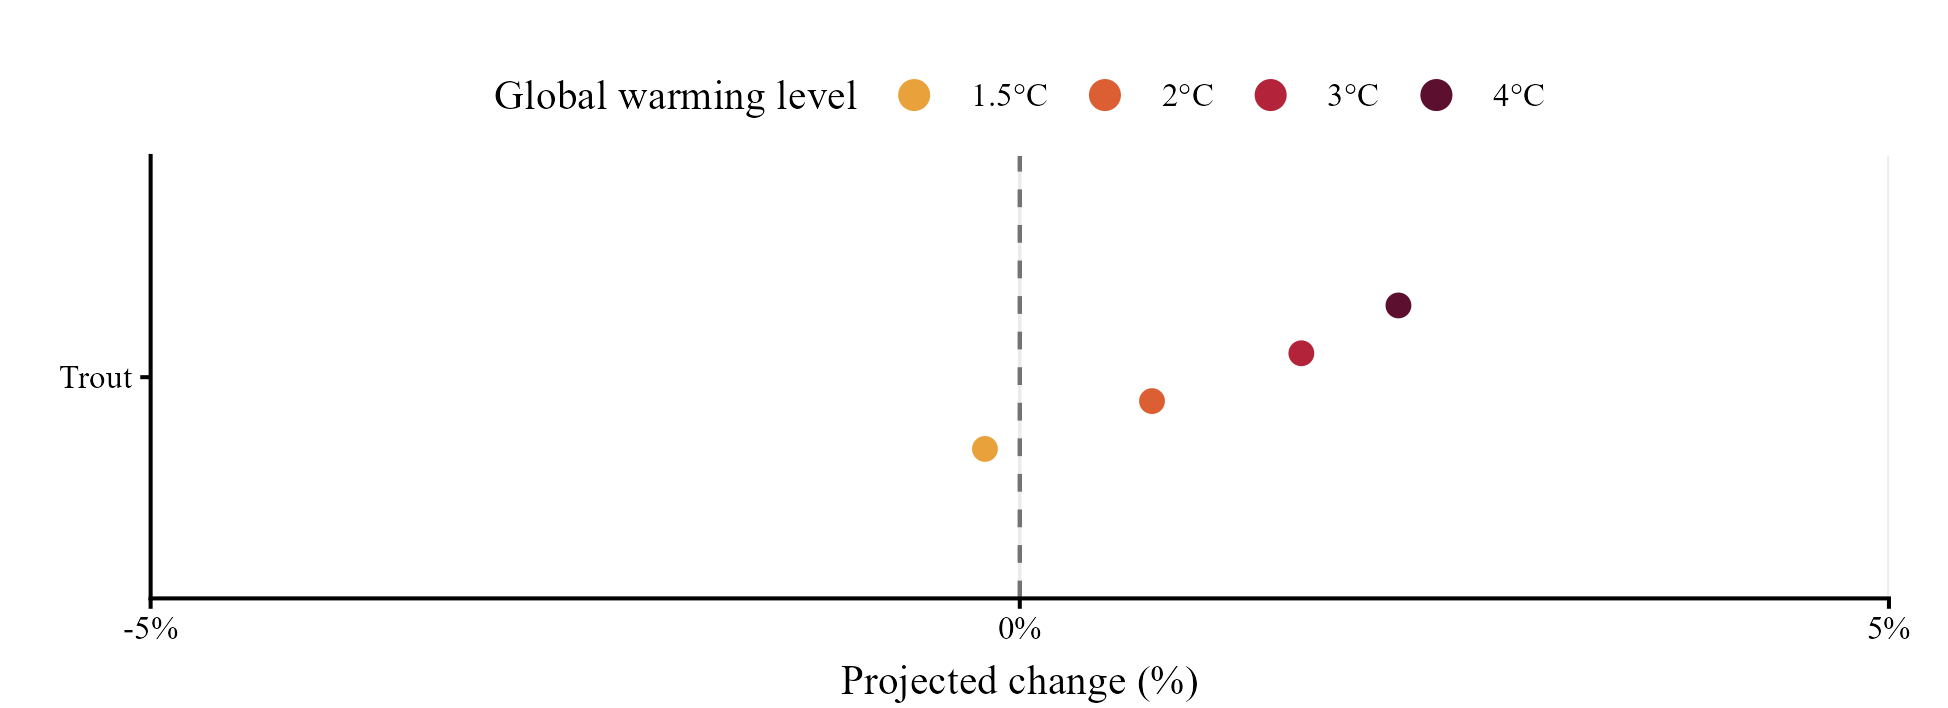 Global warming level 1.5°C 2°C 3°C 4°C
Trout
-5% 0% 5%
Projected change (%)